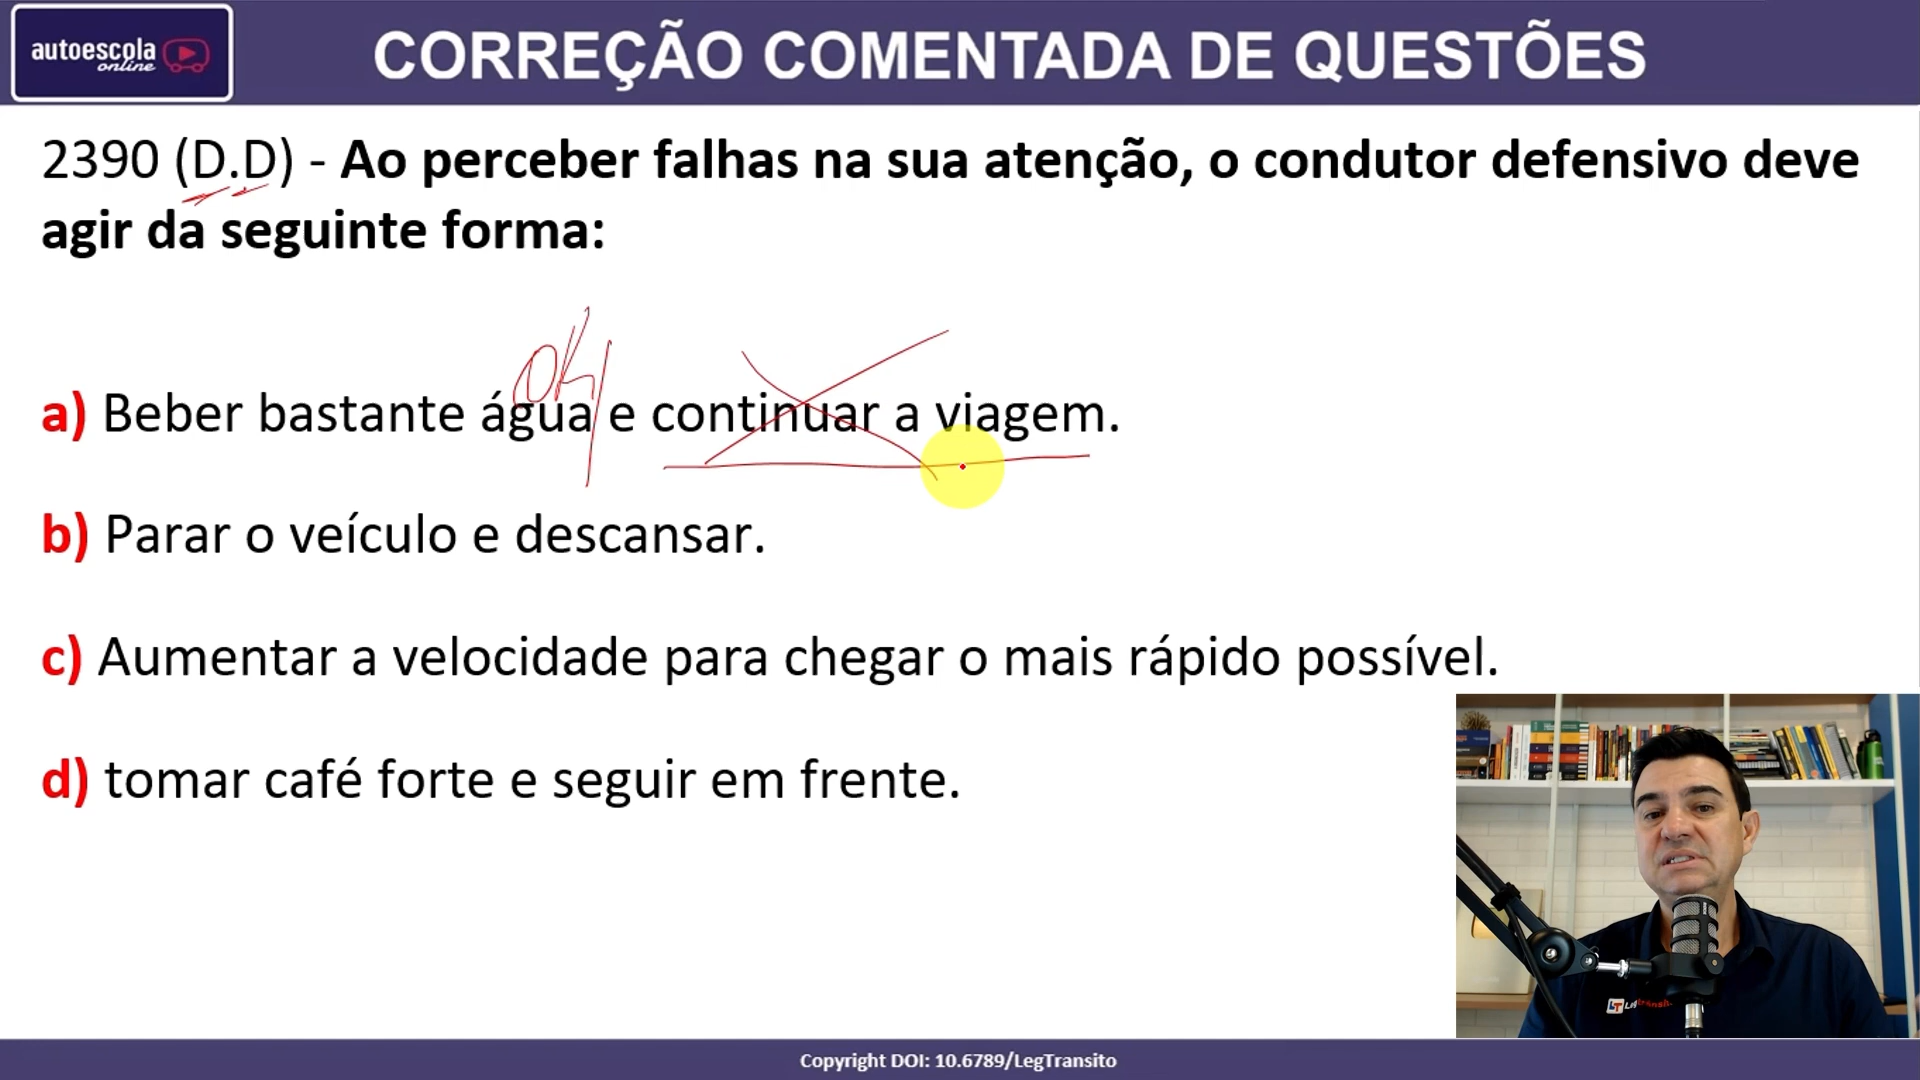 autoescola
online
CORREÇÃO COMENTADA DE QUESTÕES
2390 (D.D) - Ao perceber falhas na sua atenção, o condutor defensivo deve
agir da seguinte forma:
ok
a) Beber bastante água e continuar a viagem.
b) Parar o veículo e descansar.
c) Aumentar a velocidade para chegar o mais rápido possível.
d) tomar café forte e seguir em frente.
LT
Copyright DOI: 10.6789/LegTransito